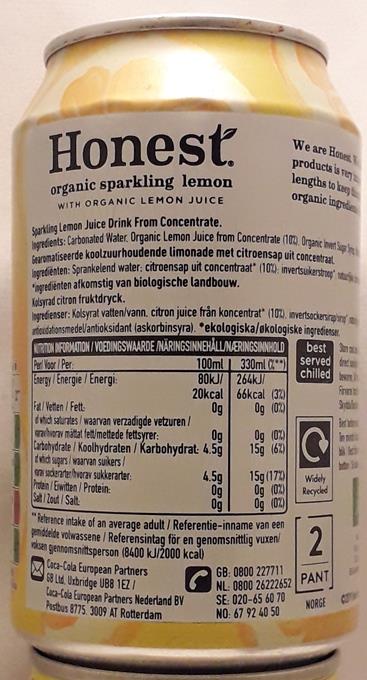 Honest
organic sparkling lemon
WITH ORGANIC LEMON JUICE
Sparkling Lemon Juice Drink From Concentrate.
Ingredients: Carbonated Water, Organic Lemon Juice from Concentrate (10%), Organic Invert Sugar
Gearomatiseerde koolzuurhoudende limonade met citroensap uit concentraat.
Ingrediënten: Sprankelend water; citroensap uit concentraat* (10%); invertsuikerstroop*
*ingrediënten afkomstig van biologische landbouw.
Kolsyrad citron fruktdryck.
Ingredienser: Kolsyrat vatten/vann, citron juice från koncentrat* (10%), invertsockersirap/
antioxidationsmedel/antioksidant (askorbinsyra). *ekologiska/økologiske ingredienser.
NUTRITION INFORMATION / VOEDINGSWAARDE /NÄRINGSINNEHÅLL/NÆRINGSINNHOLD
Per/ Voor / Per: 100ml 330ml (%**)
Energy / Energie / Energi: 80kJ/ 264kJ/
20kcal 66kcal (3%)
Fat / Vetten / Fett: 0g 0g (0%)
of which saturates / waarvan verzadigde vetzuren /
varav/hvorav mättat fett/mettede fettsyrer: 0g 0g (0%)
Carbohydrate / Koolhydraten / Karbohydrat: 4.5g 15g (6%)
of which sugars / waarvan suikers /
varav sockerarter/hvorav sukkerarter: 4.5g 15g (17%)
Protein / Eiwitten / Protein: 0g 0g (0%)
Salt / Zout / Salt: 0g 0g (0%)
** Reference intake of an average adult / Referentie-inname van een
gemiddelde volwassene / Referensintag för en genomsnittlig vuxen/
voksen gjennomsnittsperson (8400 kJ/2000 kcal)
Coca-Cola European Partners
GB Ltd, Uxbridge UB8 1EZ /
Coca-Cola European Partners Nederland BV
Postbus 8775, 3009 AT Rotterdam
GB: 0800 227711
NL: 0800 26222652
SE: 020-65 60 70
NO: 67 92 40 50
We are Honest.
products is very
lengths to keep
organic
best
served
chilled
Widely
Recycled
2
PANT
NORGE